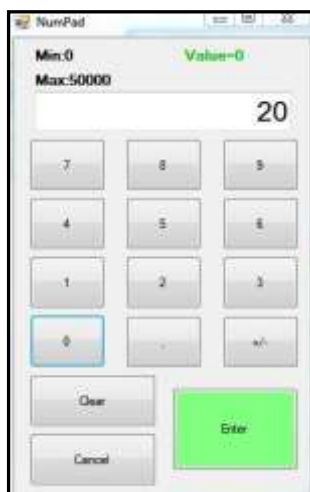 NumPad
Min:0 Value=0
Max:50000
20
7 8 9
4 5 6
1 2 3
0 . +/-
Clear
Enter
Cancel